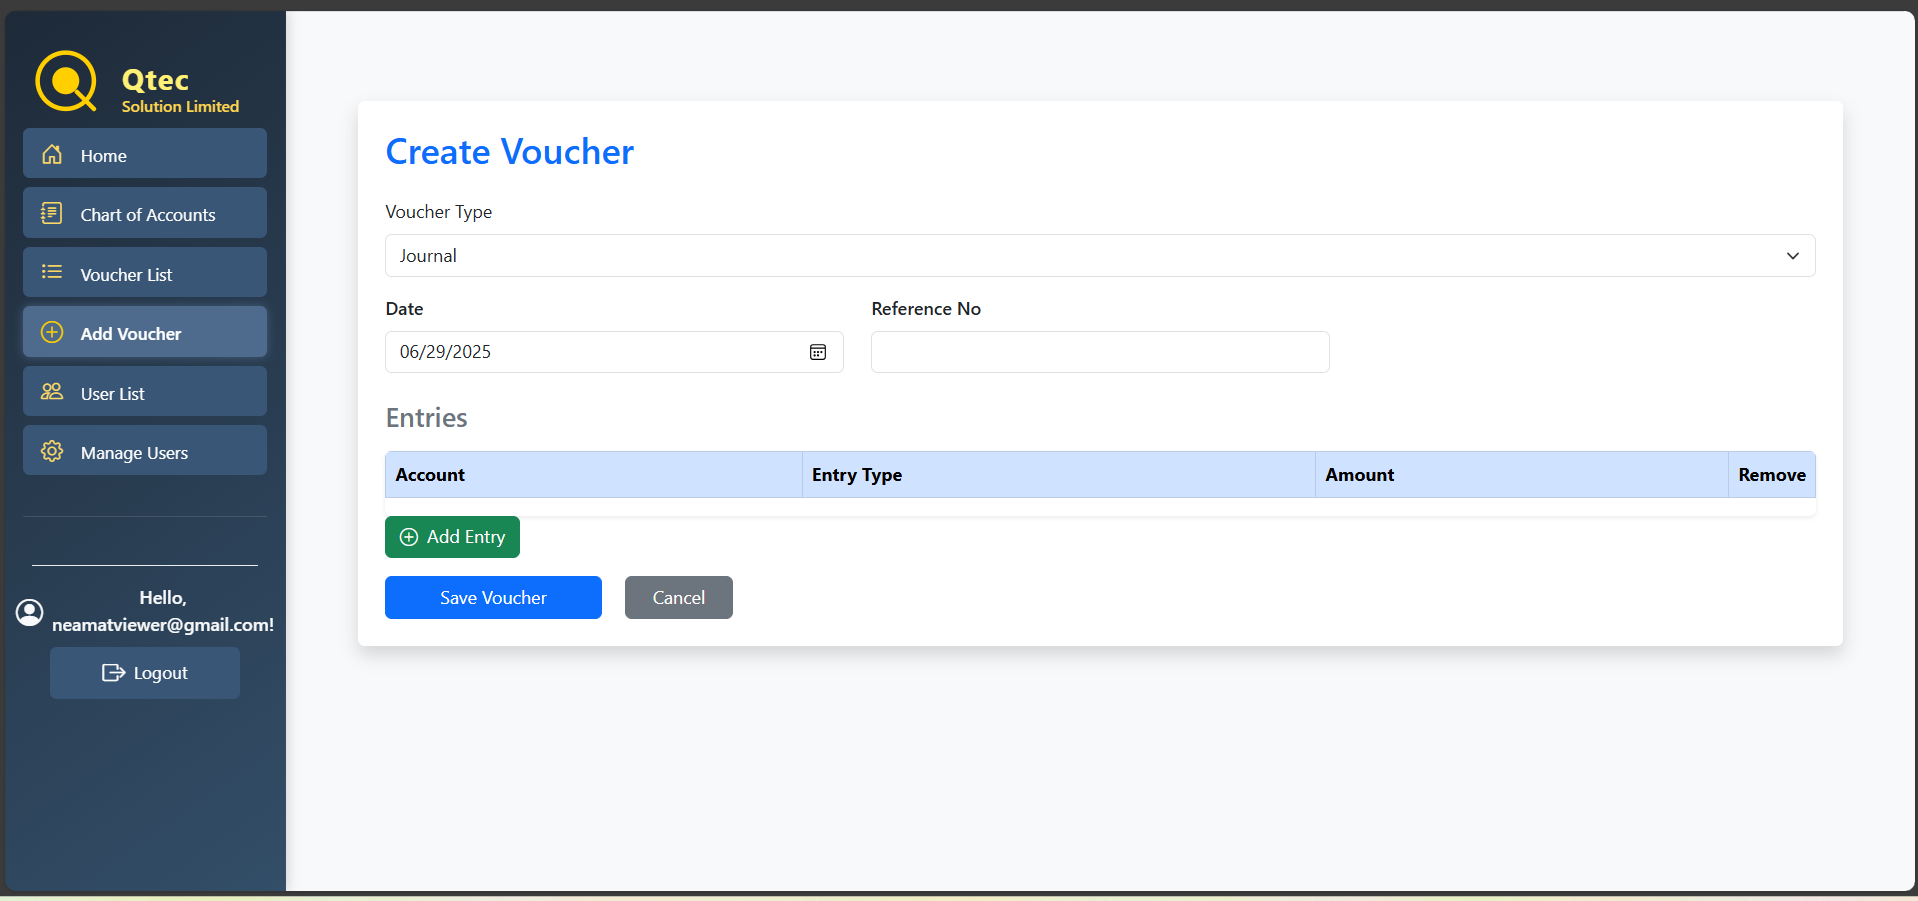 Qtec
Solution Limited
Home
Chart of Accounts
Voucher List
Add Voucher
User List
Manage Users
Hello,
neamatviewer@gmail.com!
Logout
Create Voucher
Voucher Type
Journal
Date
Reference No
06/29/2025
Entries
Account Entry Type Amount Remove
Add Entry
Save Voucher Cancel